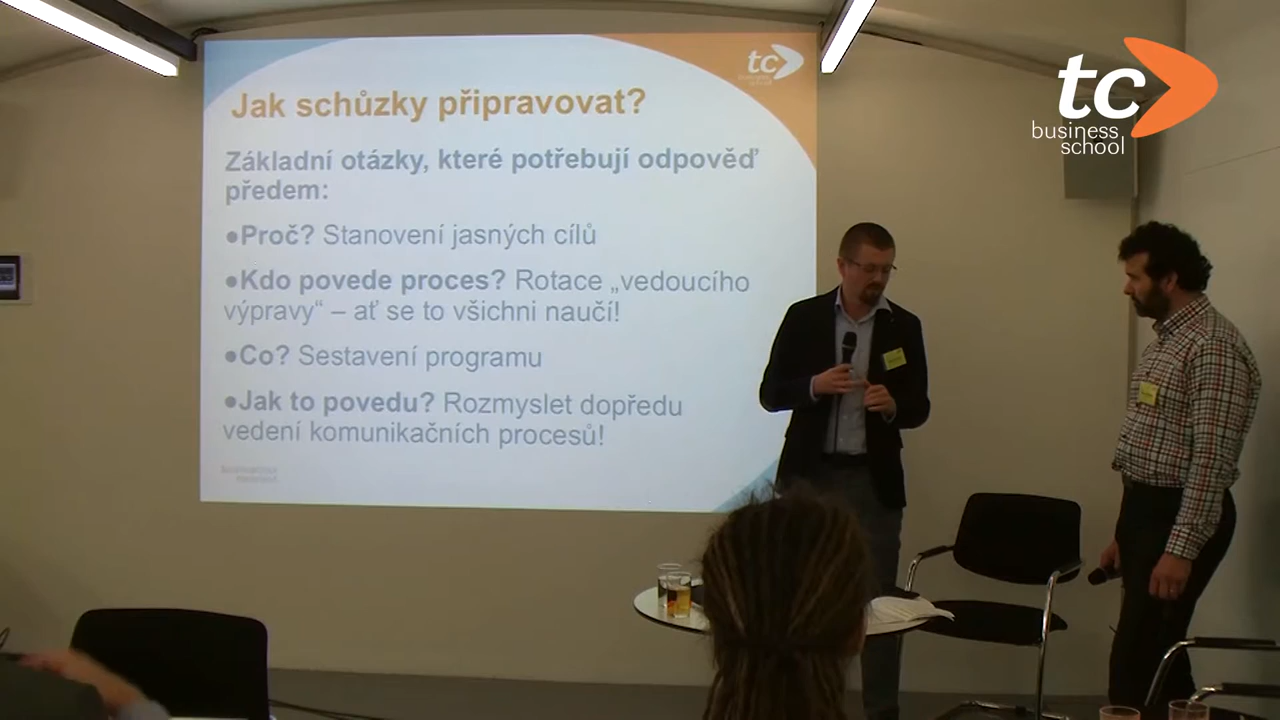 Jak schůzky připravovat?
Základní otázky, které potřebují odpověď
předem:
●Proč? Stanovení jasných cílů
●Kdo povede proces? Rotace „vedoucího
výpravy“ – ať se to všichni naučí!
●Co? Sestavení programu
●Jak to povedu? Rozmyslet dopředu
vedení komunikačních procesů!
tc
tc
business
school